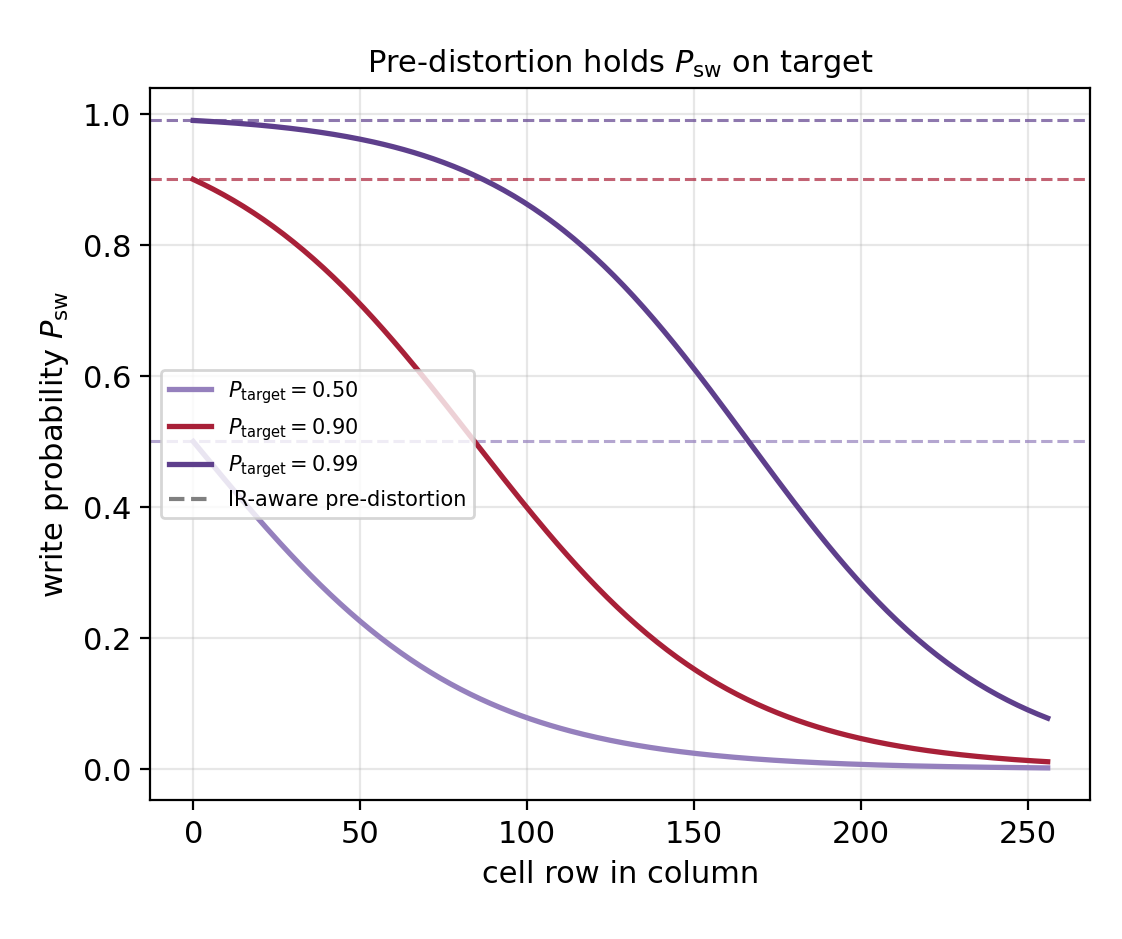 Pre-distortion holds P_sw on target
1.0
0.8
0.6
0.4
0.2
0.0
write probability P_sw
P_target = 0.50
P_target = 0.90
P_target = 0.99
IR-aware pre-distortion
0 50 100 150 200 250
cell row in column